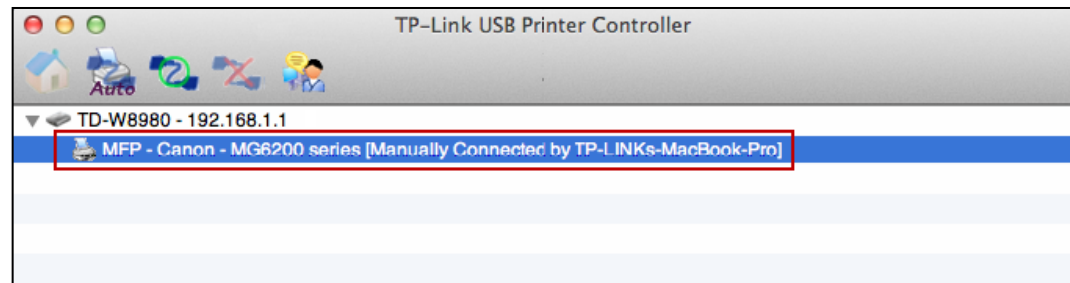 TP-Link USB Printer Controller
Auto
TD-W8980 - 192.168.1.1
MFP - Canon - MG6200 series [Manually Connected by TP-LINKs-MacBook-Pro]